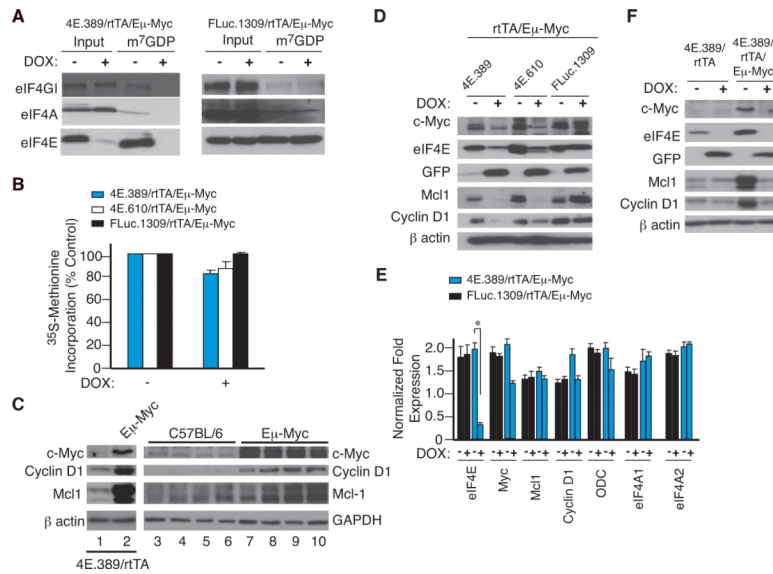 A
4E.389/rtTA/Eμ-Myc
Input m⁷GDP
DOX: - + - +
eIF4GI
eIF4A
eIF4E
FLuc.1309/rtTA/Eμ-Myc
Input m⁷GDP
- + - +
B
4E.389/rtTA/Eμ-Myc
4E.610/rtTA/Eμ-Myc
FLuc.1309/rtTA/Eμ-Myc
³⁵S-Methionine
Incorporation (% Control)
100
80
60
40
20
0
DOX: - +
C
Eμ-Myc
C57BL/6 Eμ-Myc
c-Myc c-Myc
Cyclin D1 Cyclin D1
Mcl1 Mcl-1
β actin GAPDH
1 2 3 4 5 6 7 8 9 10
4E.389/rtTA
D
rtTA/Eμ-Myc
4E.389 4E.610 FLuc.1309
DOX: - + - + - +
c-Myc
eIF4E
GFP
Mcl1
Cyclin D1
β actin
E
4E.389/rtTA/Eμ-Myc
FLuc.1309/rtTA/Eμ-Myc
*
Normalized Fold
Expression
2.0
1.5
1.0
0.5
0
DOX: - + - + - + - + - + - + - + - + - + - + - + - + - + - +
eIF4E
Myc
Mcl1
Cyclin D1
ODC
eIF4A1
eIF4A2
F
4E.389/
rtTA
4E.389/
rtTA/
Eμ-Myc
DOX: - + - +
c-Myc
eIF4E
GFP
Mcl1
Cyclin D1
β actin